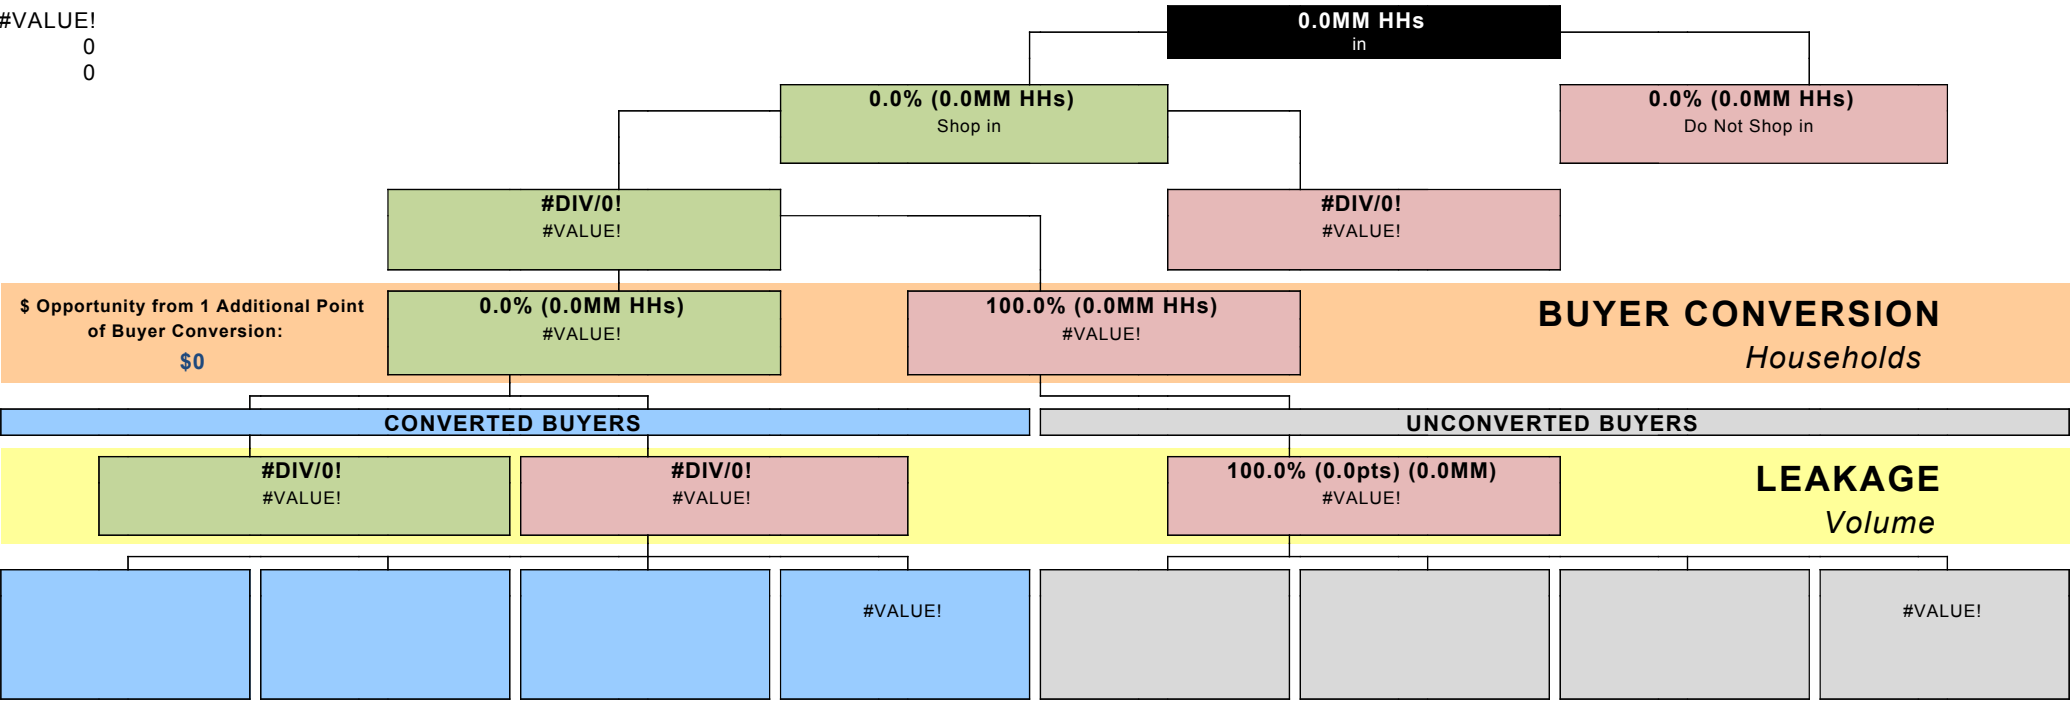 #VALUE!
0
0
0.0MM HHs
in
0.0% (0.0MM HHs)
Shop in
0.0% (0.0MM HHs)
Do Not Shop in
#DIV/0!
#VALUE!
#DIV/0!
#VALUE!
$ Opportunity from 1 Additional Point
of Buyer Conversion:
$0
0.0% (0.0MM HHs)
#VALUE!
100.0% (0.0MM HHs)
#VALUE!
BUYER CONVERSION
Households
CONVERTED BUYERS
UNCONVERTED BUYERS
#DIV/0!
#VALUE!
#DIV/0!
#VALUE!
100.0% (0.0pts) (0.0MM)
#VALUE!
LEAKAGE
Volume
#VALUE!
#VALUE!